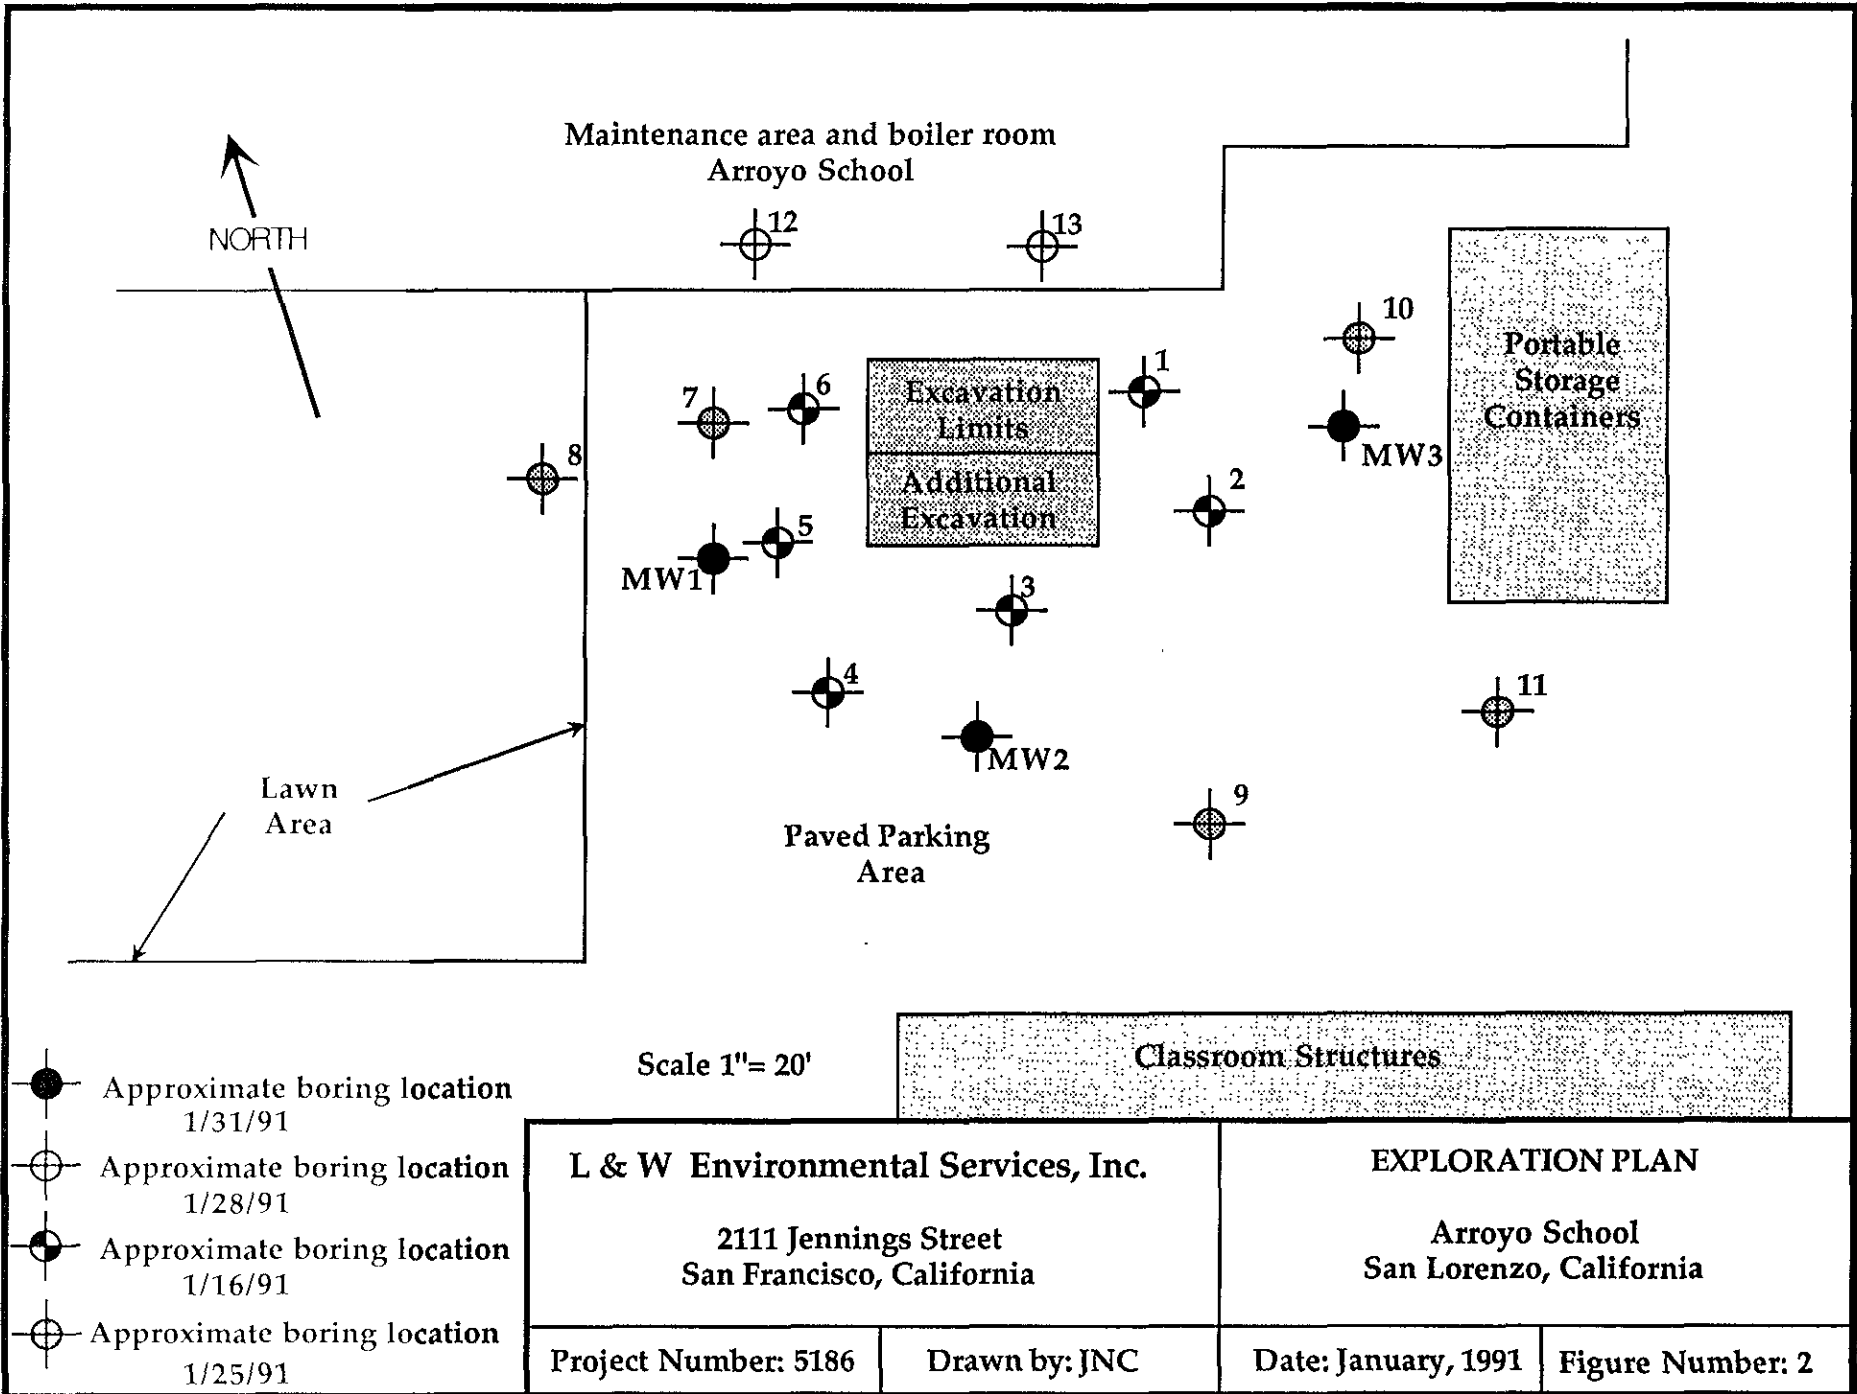 Maintenance area and boiler room
Arroyo School
NORTH
12
13
10
1
6
7
8
Excavation
Limits
Additional
Excavation
Portable
Storage
Containers
MW3
2
5
MW1
3
4
11
MW2
9
Lawn
Area
Paved Parking
Area
Scale 1"= 20'
Classroom Structures
Approximate boring location
1/31/91
Approximate boring location
1/28/91
Approximate boring location
1/16/91
Approximate boring location
1/25/91
L & W Environmental Services, Inc.
2111 Jennings Street
San Francisco, California
EXPLORATION PLAN
Arroyo School
San Lorenzo, California
Project Number: 5186
Drawn by: JNC
Date: January, 1991
Figure Number: 2